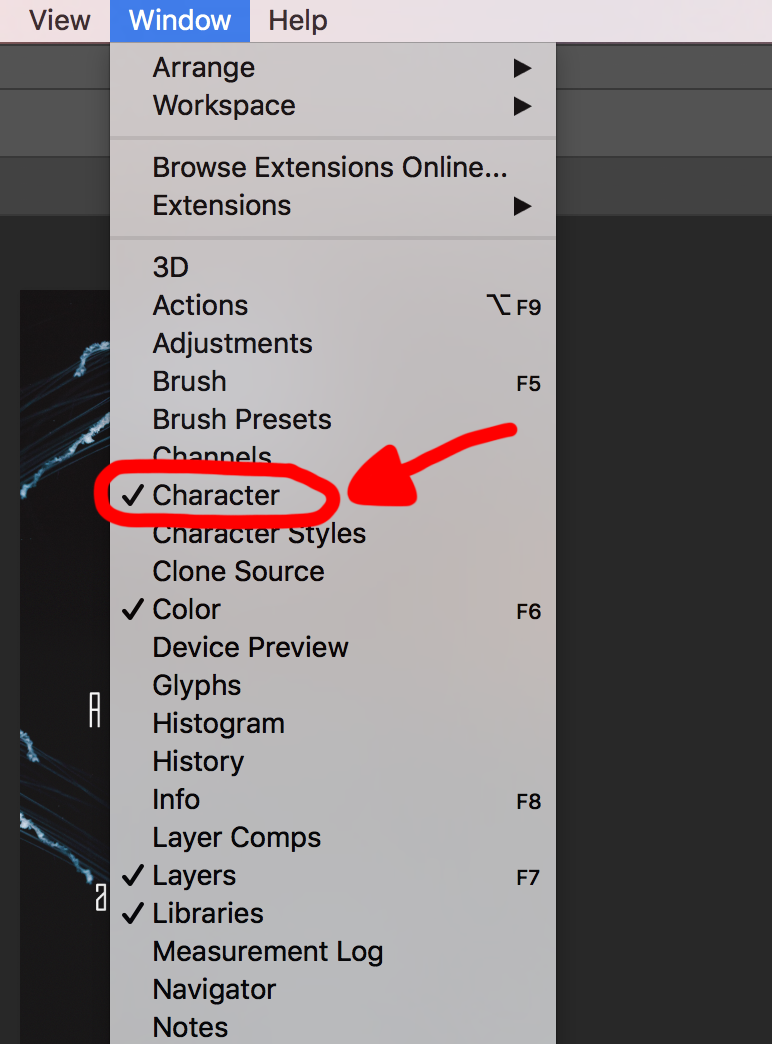 View Window Help
Arrange ▶
Workspace ▶
Browse Extensions Online...
Extensions ▶
3D
Actions ⌥ F9
Adjustments
Brush F5
Brush Presets
Channels
✓ Character
Character Styles
Clone Source
✓ Color F6
Device Preview
Glyphs
Histogram
History
Info F8
Layer Comps
✓ Layers F7
✓ Libraries
Measurement Log
Navigator
Notes
A